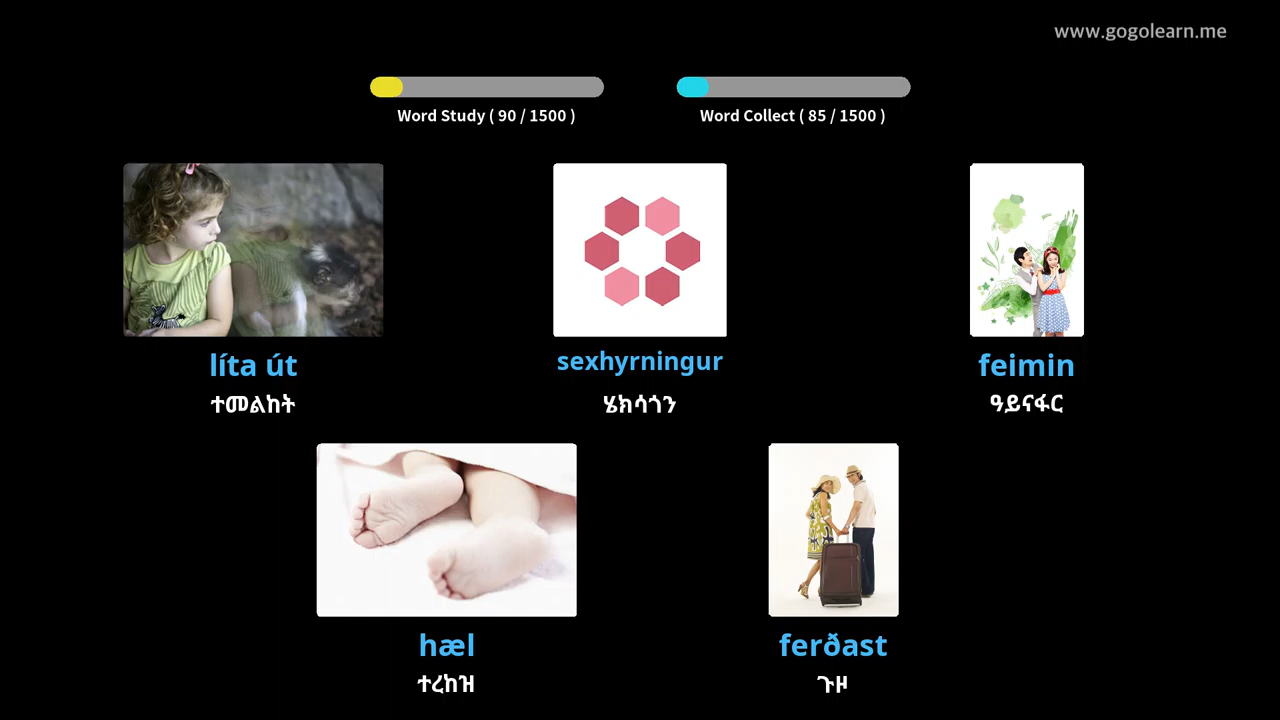 www.gogolearn.me
Word Study ( 90 / 1500 )
Word Collect ( 85 / 1500 )
líta út
ተመልከት
sexhyrningur
ሄክሳጎን
feimin
ዓይናፋር
hæl
ተረከዝ
ferðast
ጉዞ